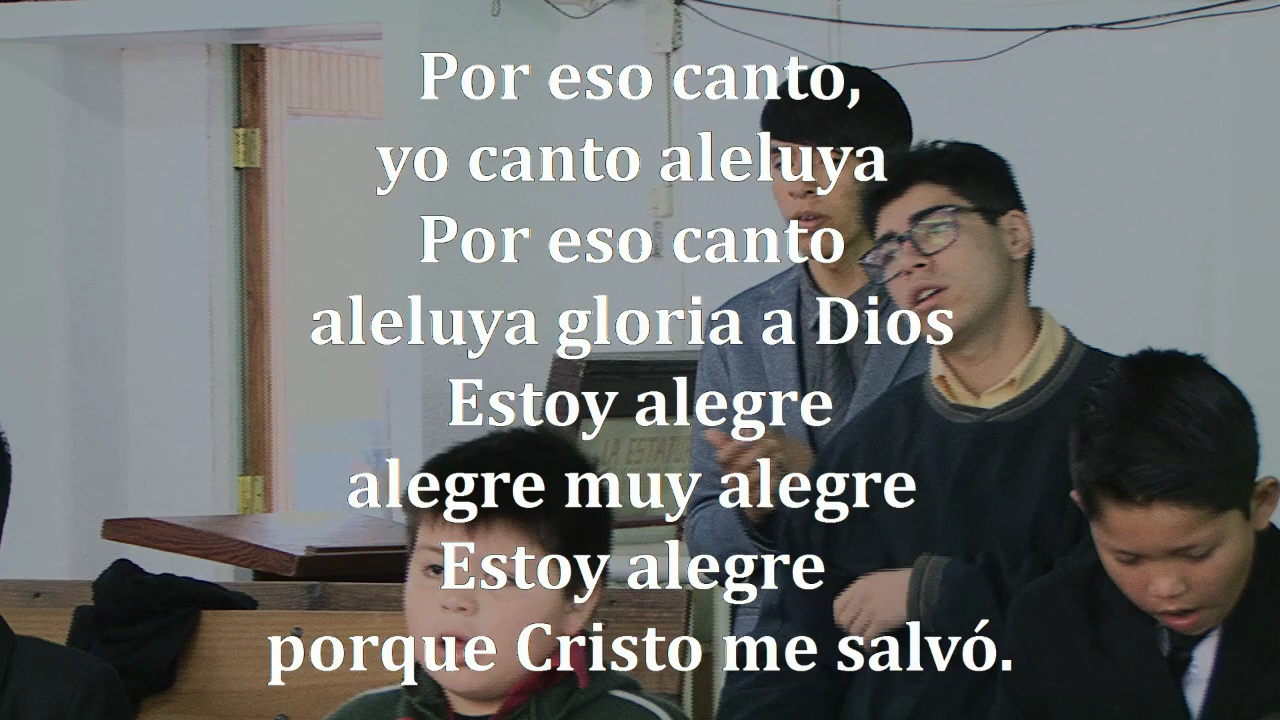 Por eso canto,
yo canto aleluya
Por eso canto
aleluya gloria a Dios
Estoy alegre
alegre muy alegre
Estoy alegre
porque Cristo me salvó.